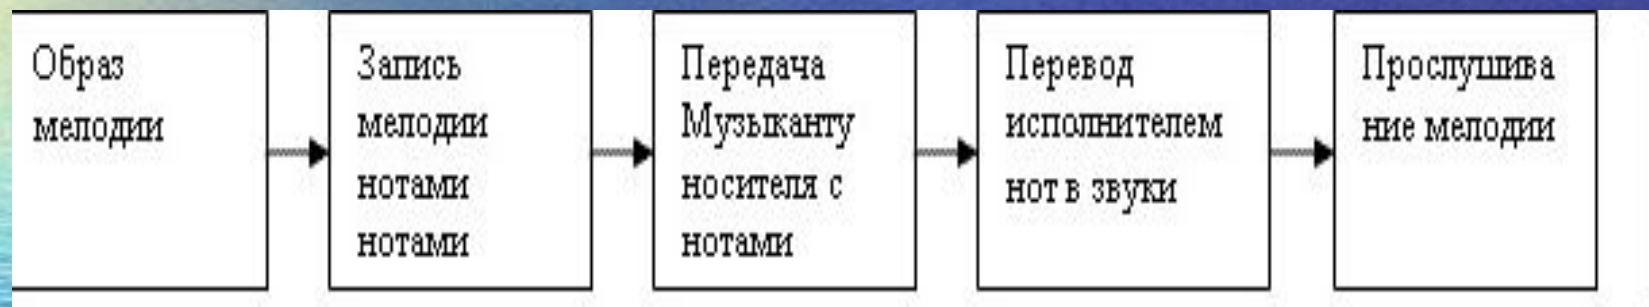 Образ
мелодии
Запись
мелодии
нотами
нотами
Передача
Музыканту
носителя с
нотами
Перевод
исполнителем
нот в звуки
Прослушива
ние мелодии